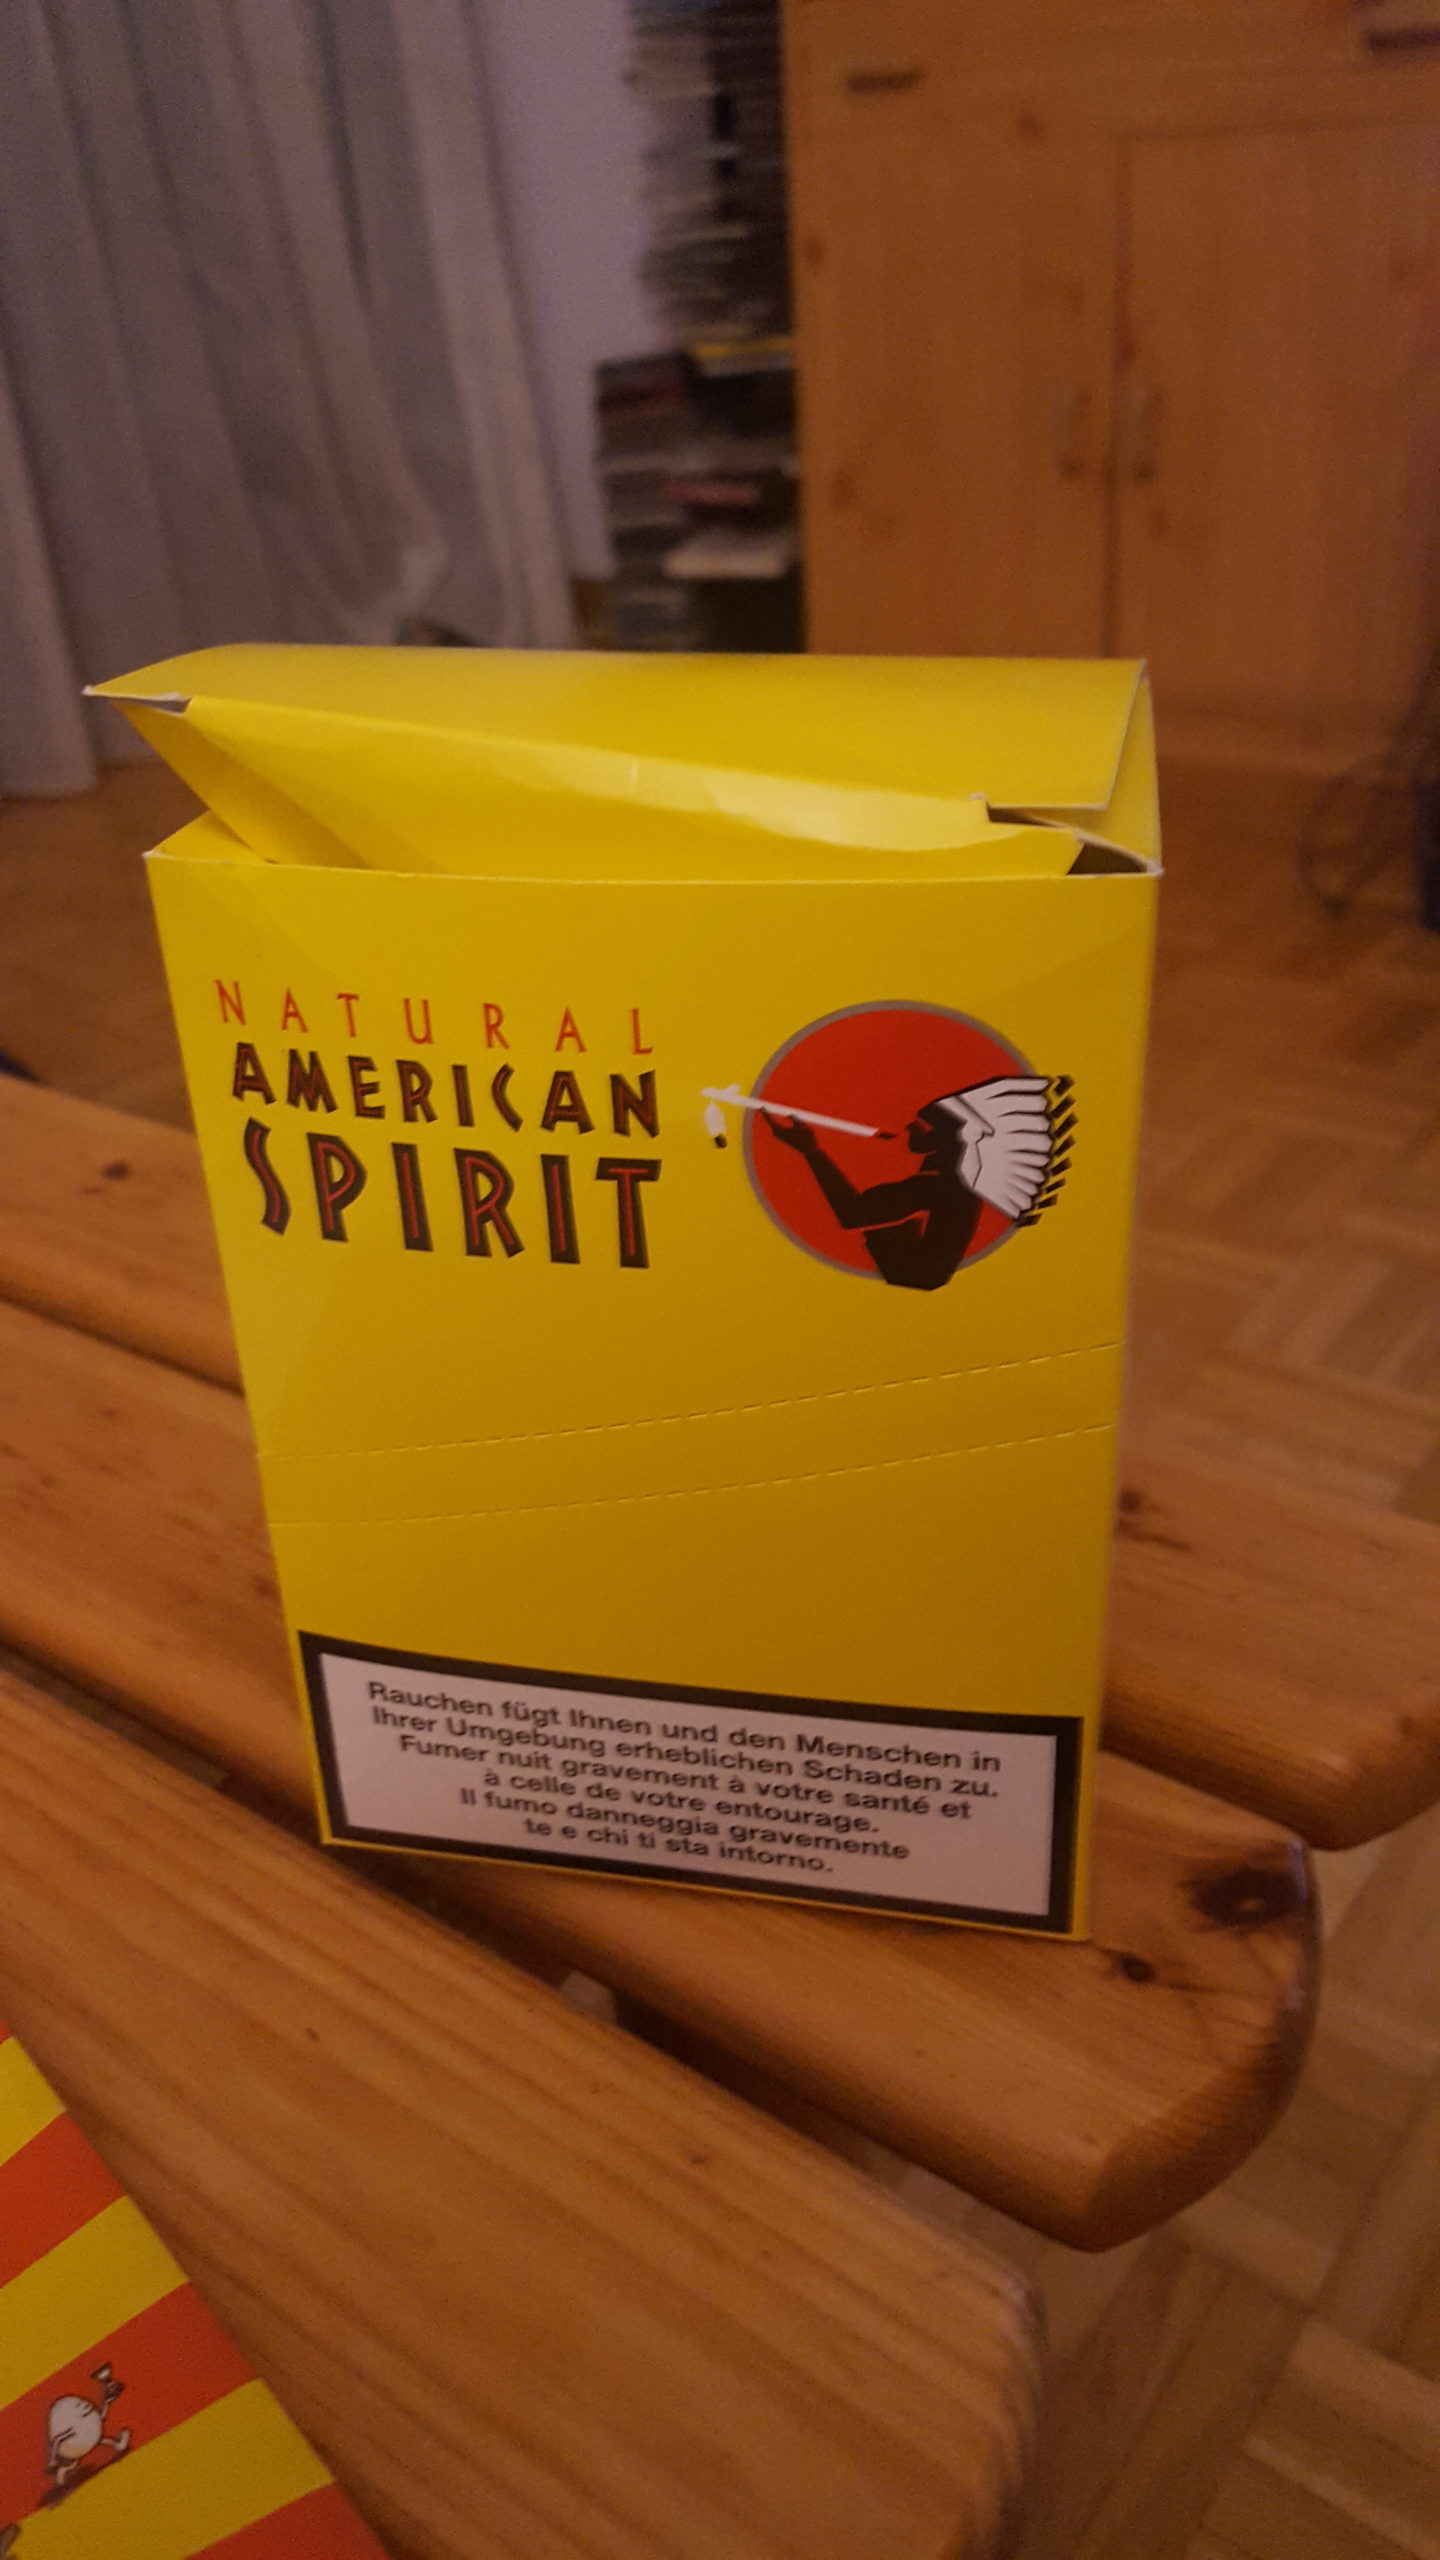 NATURAL
AMERICAN
SPIRIT
Rauchen fügt Ihnen und den Menschen in
Ihrer Umgebung erheblichen Schaden zu.
Fumer nuit gravement à votre santé et
à celle de votre entourage.
Il fumo danneggia gravemente
te e chi ti sta intorno.